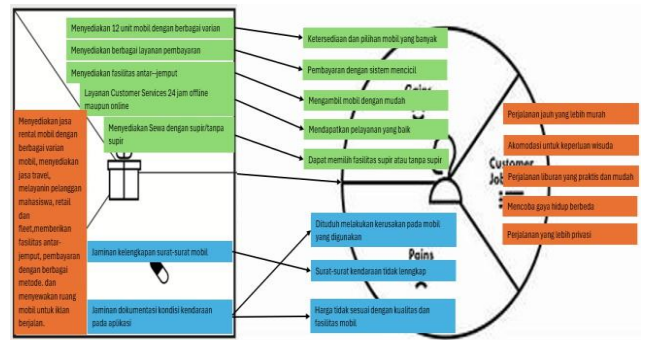 Menyediakan 12 unit mobil dengan berbagai varian
Menyediakan berbagai layanan pembayaran
Menyediakan fasilitas antar–jemput
Layanan Customer Services 24 jam offline
maupun online
Menyediakan Sewa dengan supir/tanpa
supir
Menyediakan jasa
rental mobil dengan
berbagai varian
mobil, menyediakan
jasa travel,
melayanin pelanggan
mahasiswa, retail
dan
fleet,memberikan
fasilitas antar-
jemput, pembayaran
dengan berbagai
metode. dan
menyewakan ruang
mobil untuk iklan
berjalan.
Jaminan kelengkapan surat-surat mobil
Jaminan dokumentasi kondisi kendaraan
pada aplikasi
Ketersediaan dan pilihan mobil yang banyak
Pembayaran dengan sistem mencicil
Gains
Mengambil mobil dengan mudah
Mendapatkan pelayanan yang baik
Dapat memilih fasilitas supir atau tanpa supir
Dituduh melakukan kerusakan pada mobil
yang digunakan
Pains
Surat-surat kendaraan tidak lenngkap
Harga tidak sesuai dengan kualitas dan
fasilitas mobil
Customer
Perjalanan jauh yang lebih murah
Akomodasi untuk keperluan wisuda
Perjalanan liburan yang praktis dan mudah
Mencoba gaya hidup berbeda
Perjalanan yang lebih privasi